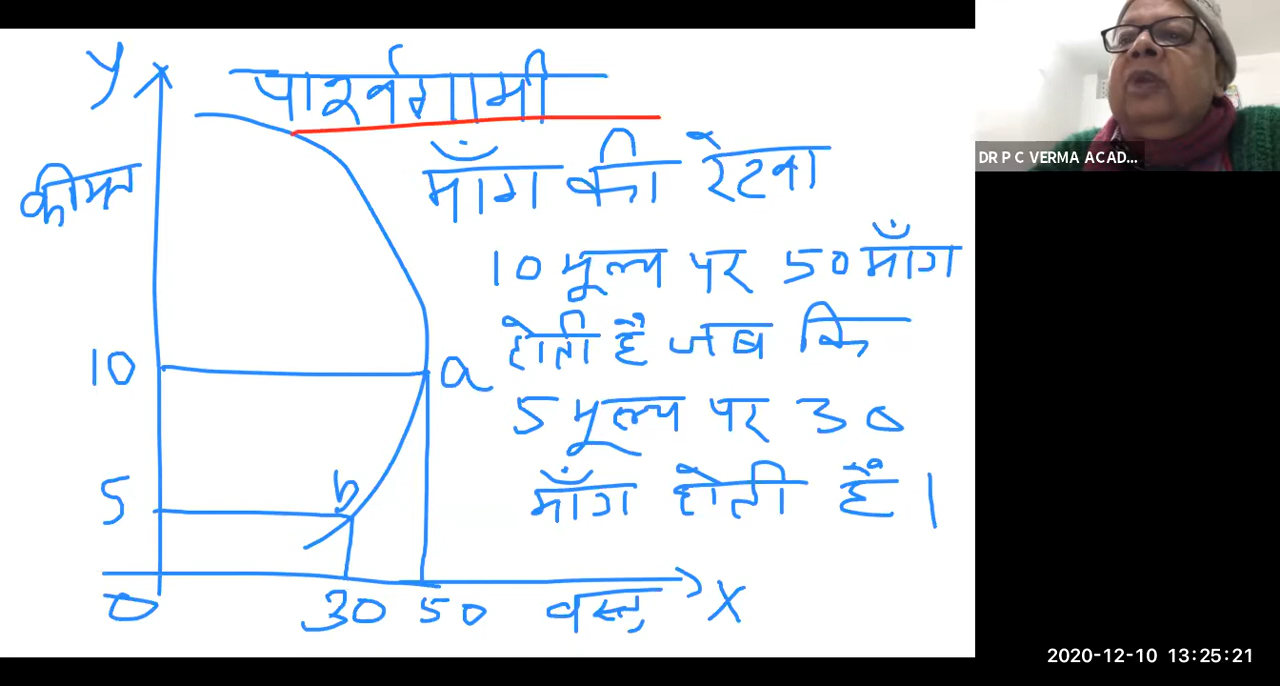 Y
पार्श्वगामी
DR P C VERMA ACAD...
कीमत
माँग की रेखा
10 मूल्य पर 50 माँग
होती है जब कि
10
a
5 मूल्य पर 30
माँग होती है।
b
5
0
30 50 वस्तु X
2020-12-10 13:25:21